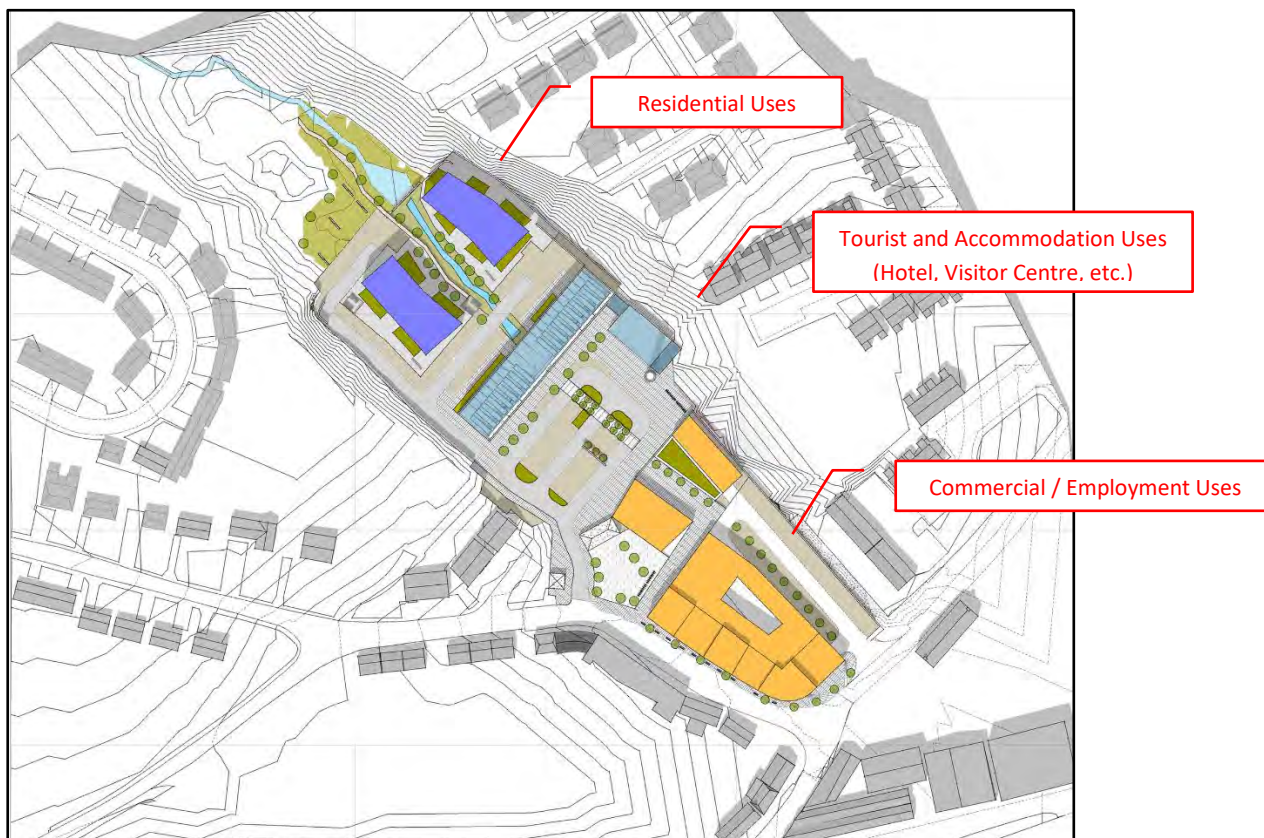 Residential Uses
Tourist and Accommodation Uses
(Hotel, Visitor Centre, etc.)
Commercial / Employment Uses